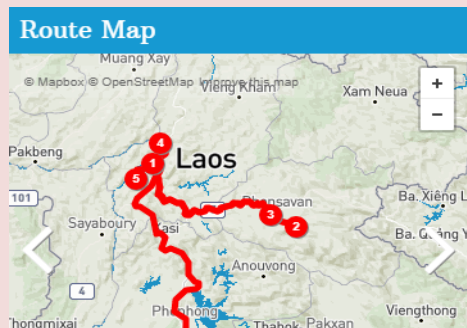 Route Map
Muang Xay
© Mapbox © OpenStreetMap Improve this map
Vieng Kham
Xam Neua
+
−
4
Pakbeng
1
Laos
5
101
Phonsavan
Ba. Xiêng L
3
2
Sayaboury
Kasi
Ba. Quảng Y
Anouvong
4
Phonhong
Viengthong
Thongmixai
Thabok
Pakxan